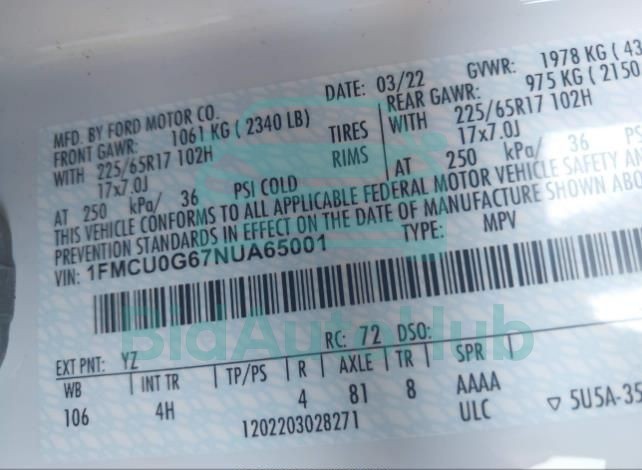 MFD. BY FORD MOTOR CO.
DATE: 03/22
GVWR: 1978 KG ( 43
FRONT GAWR: 1061 KG ( 2340 LB)
REAR GAWR: 975 KG ( 2150
WITH 225/65R17 102H TIRES
WITH 225/65R17 102H
17x7.0J RIMS
17x7.0J
AT 250 kPa/ 36 PSI COLD
AT 250 kPa/ 36
THIS VEHICLE CONFORMS TO ALL APPLICABLE FEDERAL MOTOR VEHICLE SAFETY AN
PREVENTION STANDARDS IN EFFECT ON THE DATE OF MANUFACTURE SHOWN ABO
VIN: 1FMCU0G67NUA65001
TYPE: MPV
BidAutoHub
EXT PNT: YZ RC: 72 DSO:
WB INT TR TP/PS R AXLE TR SPR
106 4H 4 81 8 AAAA
1202203028271 ULC ▽ 5U5A-35